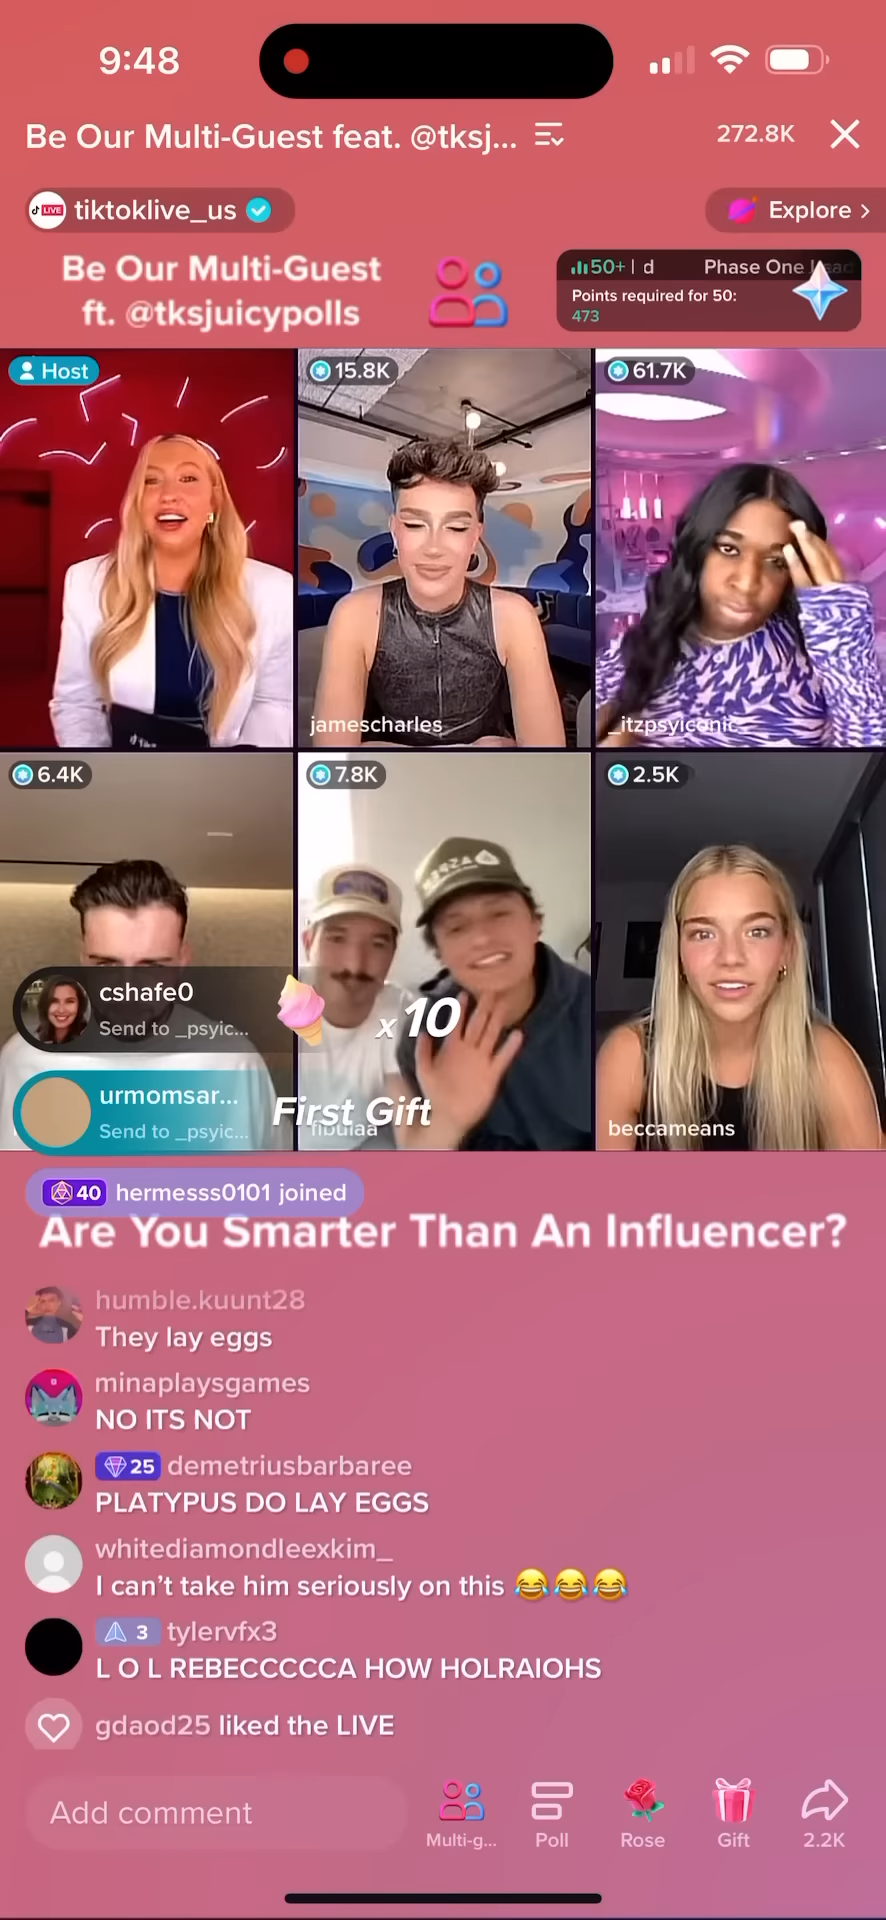 9:48
Be Our Multi-Guest feat. @tksj...
272.8K
LIVE
tiktoklive_us
Explore >
Be Our Multi-Guest
ft. @tksjuicypolls
50+ | d Phase One
Points required for 50:
473
Host
15.8K
61.7K
jamescharles
_itzpsyiconic_
6.4K
7.8K
2.5K
cshafe0
Send to _psyic...
x10
urmomsar...
Send to _psyic...
First Gift
fibulaa
beccameans
40 hermesss0101 joined
Are You Smarter Than An Influencer?
humble.kuunt28
They lay eggs
minaplaysgames
NO ITS NOT
25 demetriusbarbaree
PLATYPUS DO LAY EGGS
whitediamondleexkim_
I can't take him seriously on this 😂😂😂
3 tylervfx3
L O L REBECCCCCA HOW HOLRAIOHS
gdaod25 liked the LIVE
Add comment
Multi-g...
Poll
Rose
Gift
2.2K